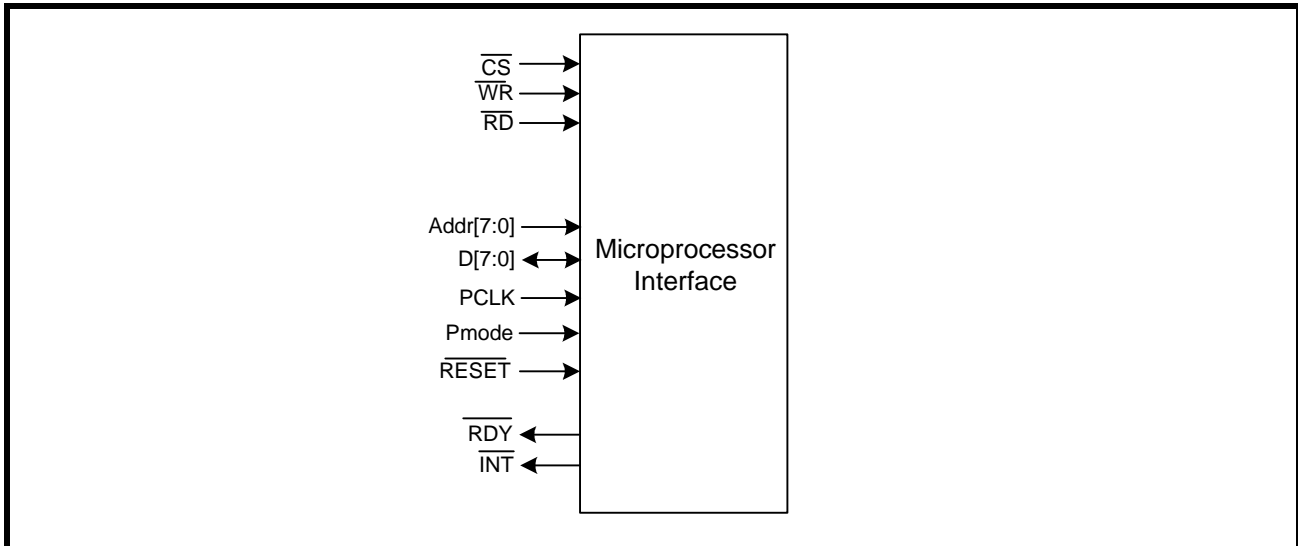 CS
WR
RD
Addr[7:0]
D[7:0]
PCLK
Pmode
RESET
RDY
INT
Microprocessor
Interface